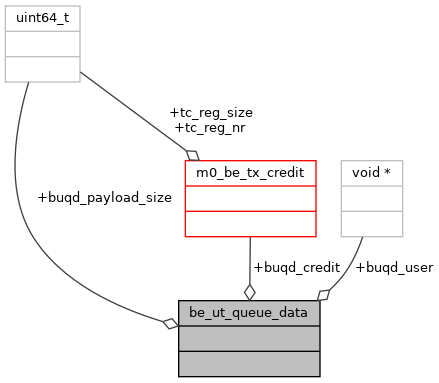 uint64_t
+tc_reg_size
+tc_reg_nr
m0_be_tx_credit
void *
+buqd_payload_size
+buqd_credit
+buqd_user
be_ut_queue_data